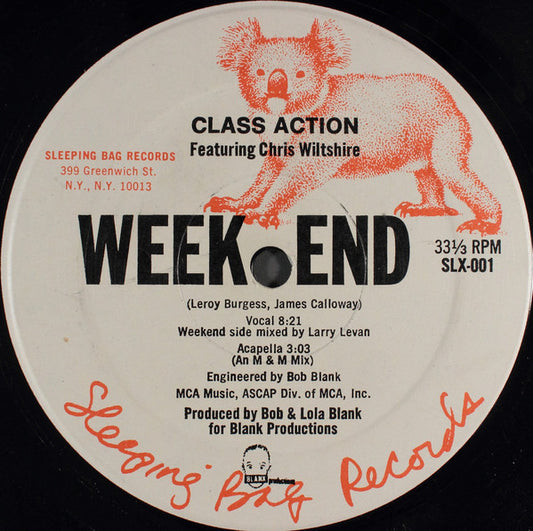 CLASS ACTION
Featuring Chris Wiltshire
SLEEPING BAG RECORDS
399 Greenwich St.
N.Y., N.Y. 10013
WEEK END
33⅓ RPM
SLX-001
(Leroy Burgess, James Calloway)
Vocal 8:21
Weekend side mixed by Larry Levan
Acapella 3:03
(An M & M Mix)
Engineered by Bob Blank
MCA Music, ASCAP Div. of MCA, Inc.
Produced by Bob & Lola Blank
for Blank Productions
BLANK productions
Sleeping Bag Records